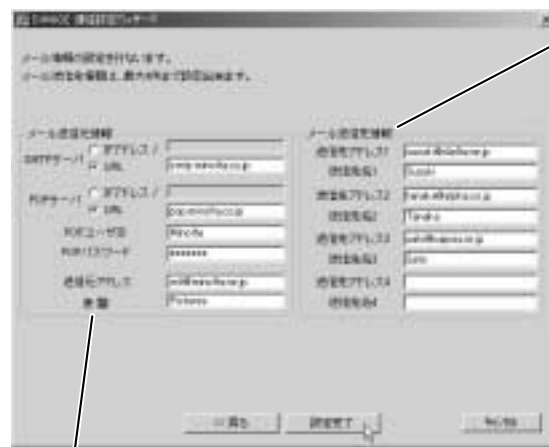 メール情報の設定を行ないます。
メール送信先情報は、最大4件まで設定出来ます。
メール送信元情報
SMTPサーバ
IPアドレス /
URL
POPサーバ
IPアドレス /
URL
POPユーザID
Minolta
POPパスワード
*******
送信元アドレス
表題
Pictures
メール送信先情報
送信先アドレス1
送信先名1
Suzuki
送信先アドレス2
送信先名2
Tanaka
送信先アドレス3
送信先名3
Sato
送信先アドレス4
送信先名4
<< 戻る
設定完了
キャンセル